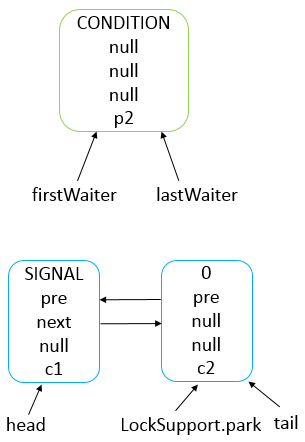 CONDITION
null
null
null
p2
firstWaiter lastWaiter
SIGNAL
pre
next
null
c1
0
pre
null
null
c2
head
LockSupport.park
tail